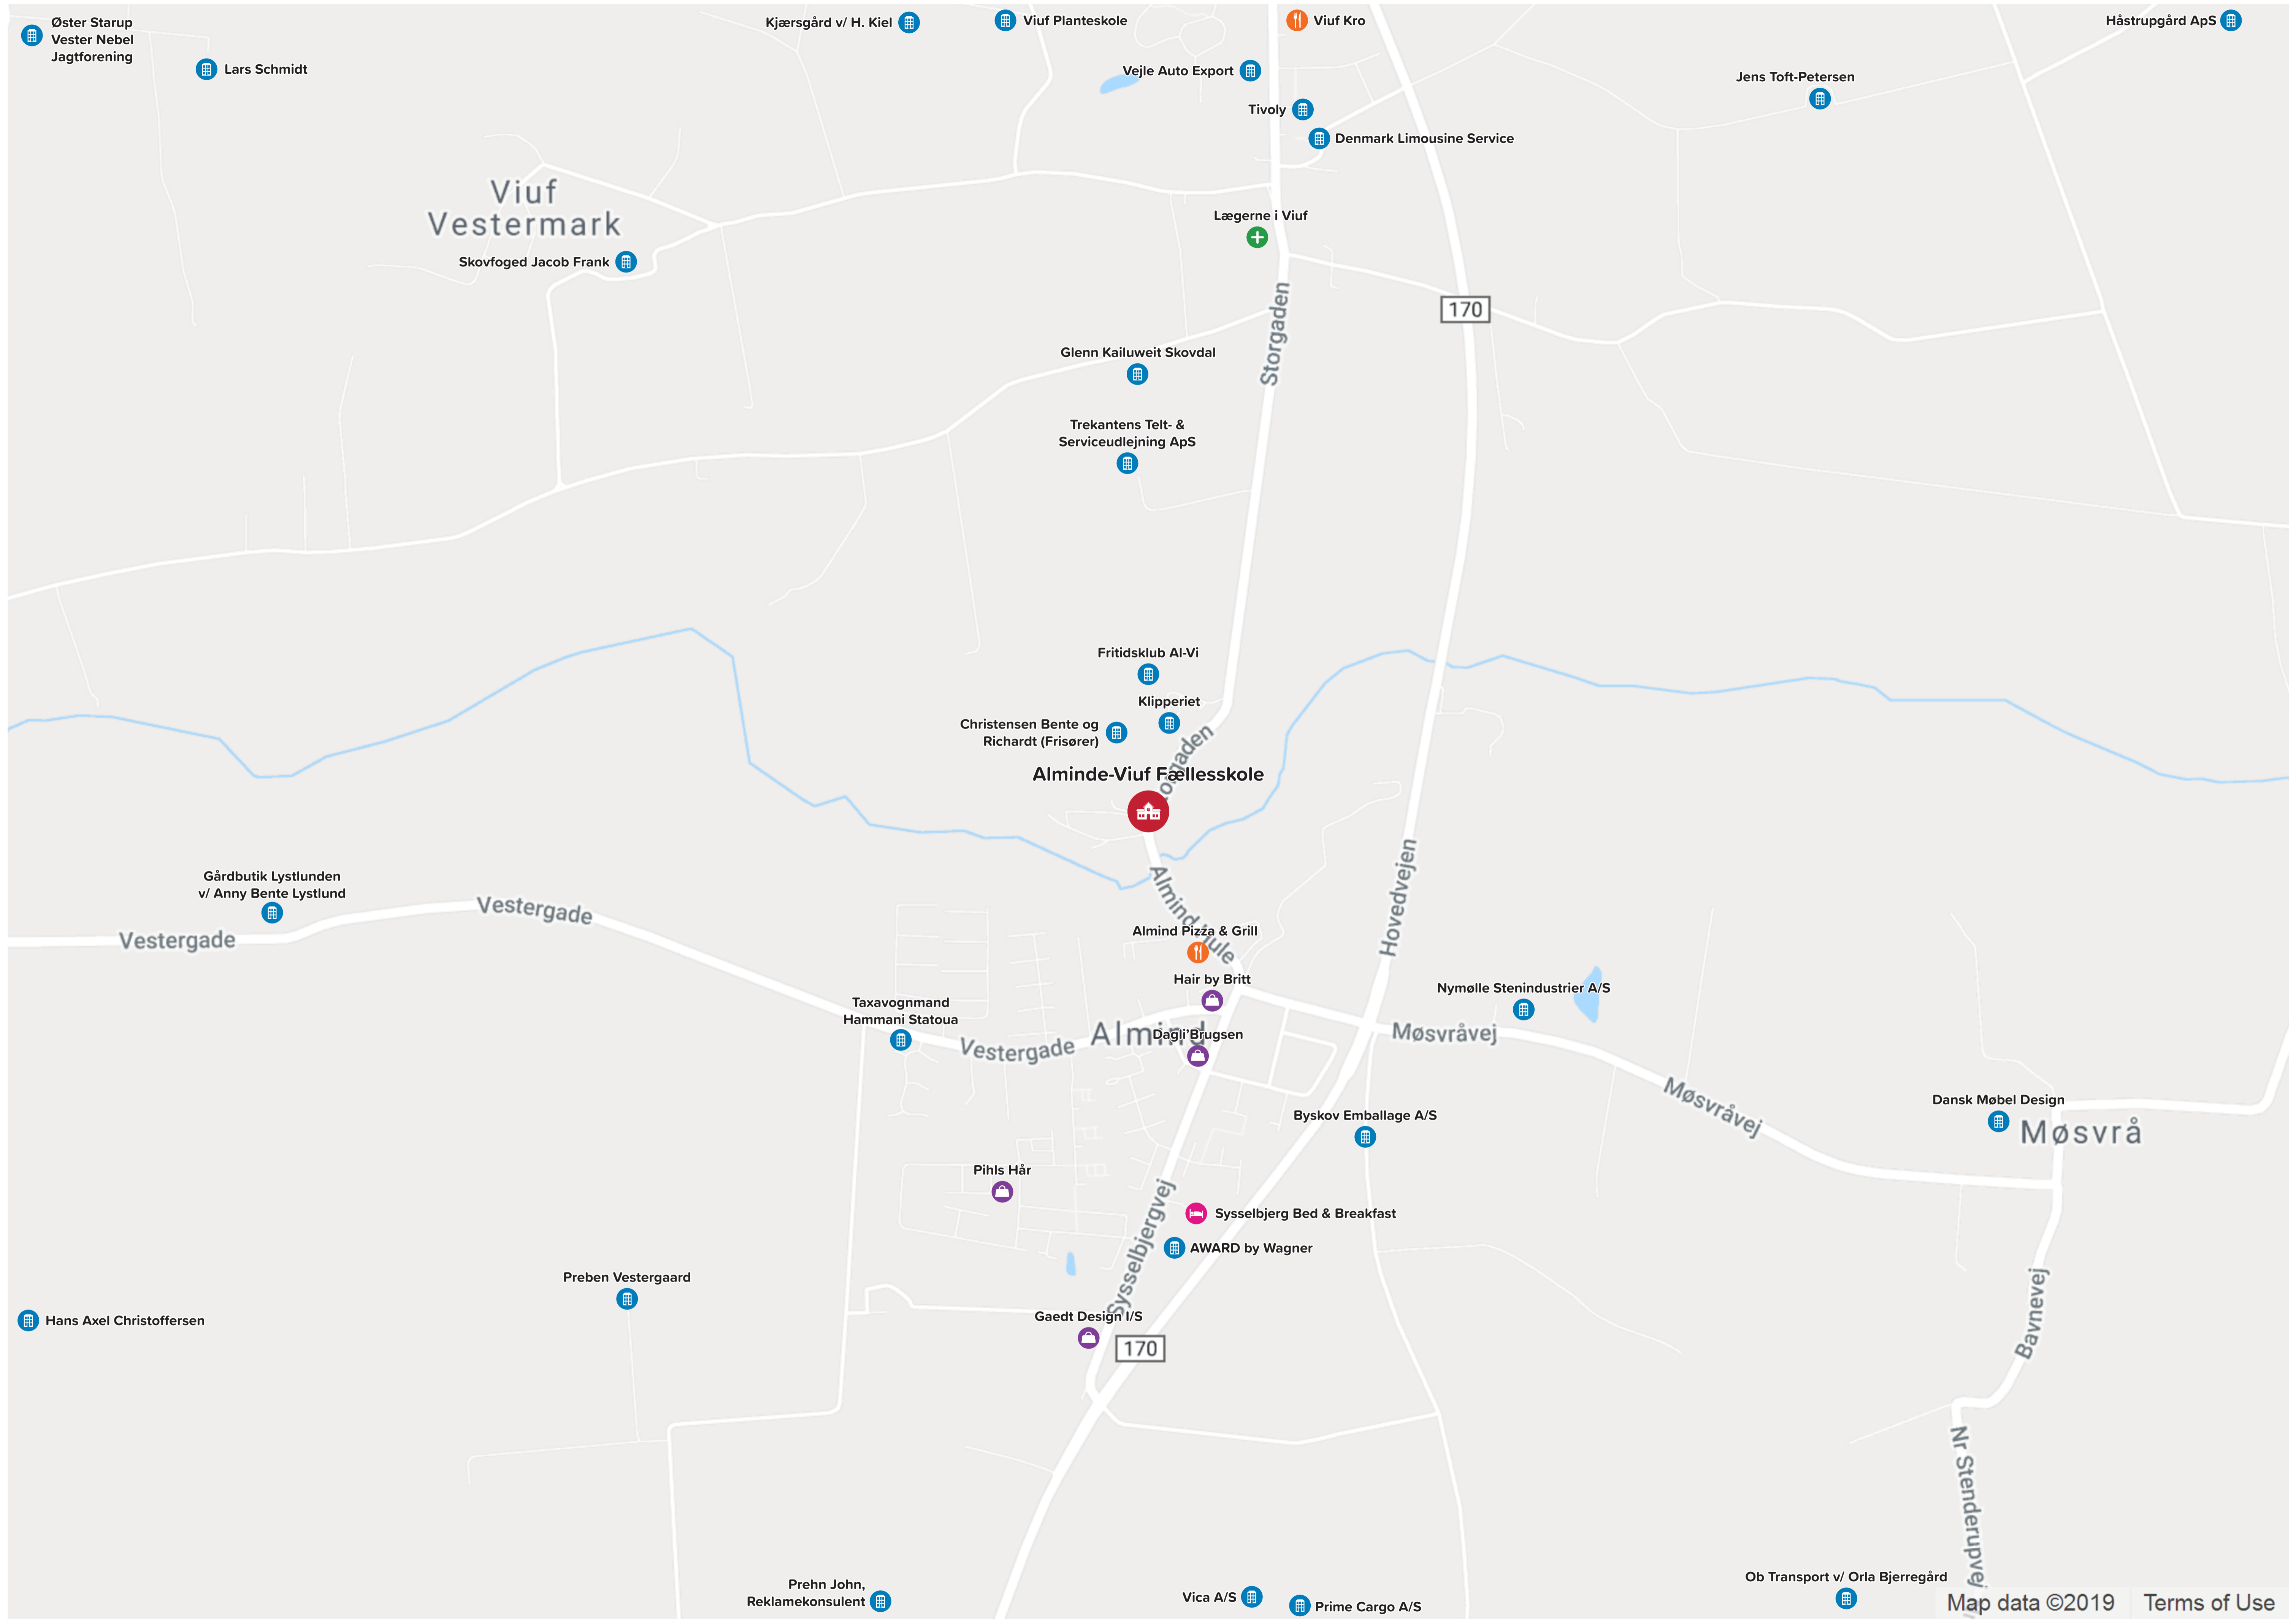 Øster Starup
Vester Nebel
Jagtforening
Kjærsgård v/ H. Kiel
Viuf Planteskole
Viuf Kro
Håstrupgård ApS
Lars Schmidt
Vejle Auto Export
Jens Toft-Petersen
Tivoly
Denmark Limousine Service
Viuf
Vestermark
Lægerne i Viuf
Skovfoged Jacob Frank
170
Storgaden
Glenn Kailuweit Skovdal
Trekantens Telt- &
Serviceudlejning ApS
Fritidsklub Al-Vi
Klipperiet
Christensen Bente og
Richardt (Frisører)
Alminde-Viuf Fællesskole
Hovedvejen
Gårdbutik Lystlunden
v/ Anny Bente Lystlund
Vestergade
Vestergade
Almind Pizza & Grill
Hair by Britt
Nymølle Stenindustrier A/S
Taxavognmand
Hammani Statoua
Vestergade
Almind
Dagli'Brugsen
Møsvråvej
Møsvråvej
Dansk Møbel Design
Møsvrå
Byskov Emballage A/S
Pihls Hår
Sysselbjerg Bed & Breakfast
Sysselbjergvej
AWARD by Wagner
Preben Vestergaard
Hans Axel Christoffersen
Gaedt Design I/S
170
Bavnevej
Nr Stenderupvej
Prehn John,
Reklamekonsulent
Vica A/S
Prime Cargo A/S
Ob Transport v/ Orla Bjerregård
Map data ©2019
Terms of Use